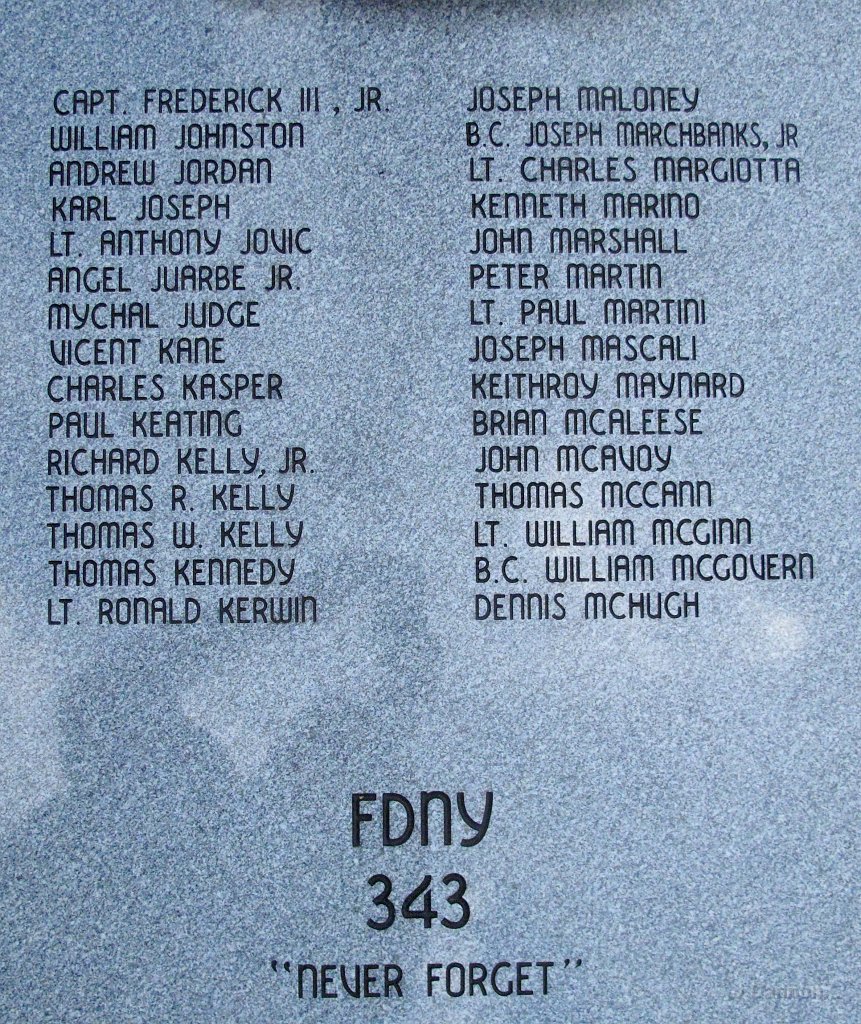 CAPT. FREDERICK III , JR.
WILLIAM JOHNSTON
ANDREW JORDAN
KARL JOSEPH
LT. ANTHONY JOVIC
ANGEL JUARBE JR.
MYCHAL JUDGE
VICENT KANE
CHARLES KASPER
PAUL KEATING
RICHARD KELLY, JR.
THOMAS R. KELLY
THOMAS W. KELLY
THOMAS KENNEDY
LT. RONALD KERWIN
JOSEPH MALONEY
B.C. JOSEPH MARCHBANKS, JR
LT. CHARLES MARGIOTTA
KENNETH MARINO
JOHN MARSHALL
PETER MARTIN
LT. PAUL MARTINI
JOSEPH MASCALI
KEITHROY MAYNARD
BRIAN MCALEESE
JOHN MCAVOY
THOMAS MCCANN
LT. WILLIAM MCGINN
B.C. WILLIAM MCGOVERN
DENNIS MCHUGH
FDNY
343
"NEVER FORGET"